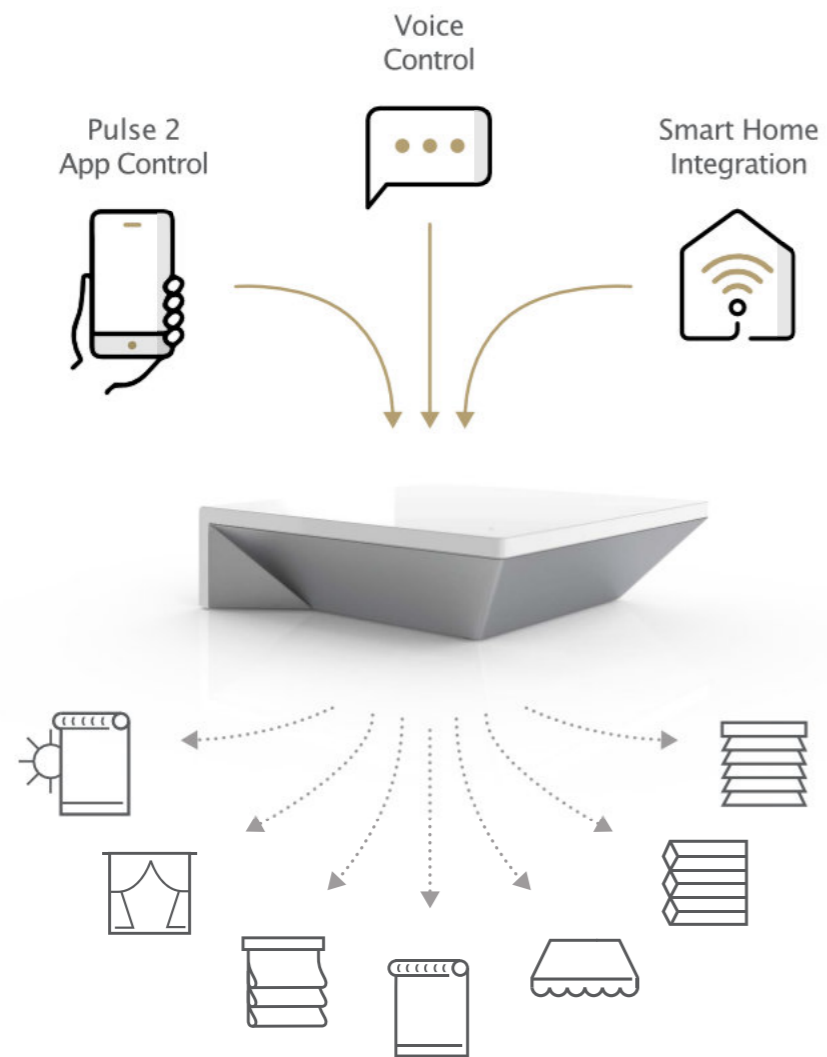 Voice
Control
Pulse 2
App Control
Smart Home
Integration